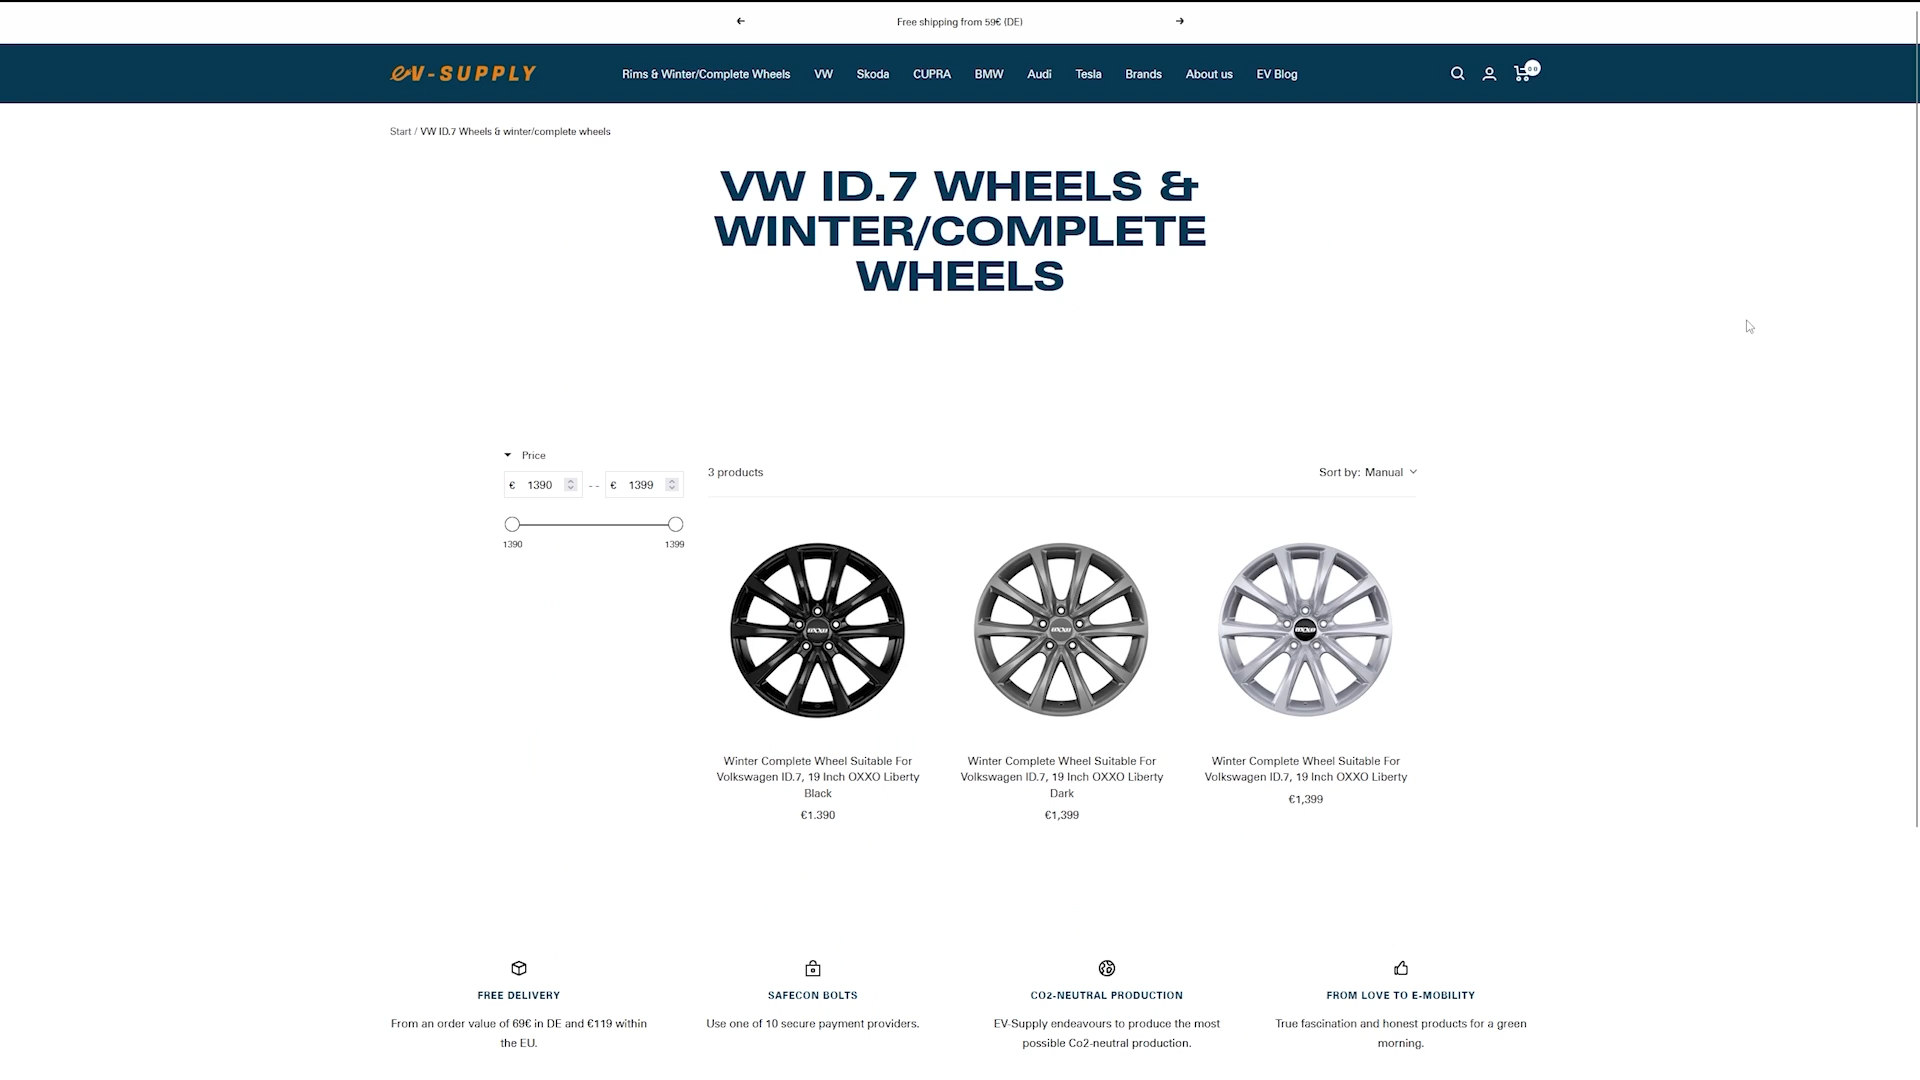 Free shipping from 59€ (DE)
eV-SUPPLY
Rims & Winter/Complete Wheels VW Skoda CUPRA BMW Audi Tesla Brands About us EV Blog
Start / VW ID.7 Wheels & winter/complete wheels
VW ID.7 WHEELS &
WINTER/COMPLETE
WHEELS
Price
€ 1390 -- € 1399
1390 1399
3 products
Sort by: Manual
Winter Complete Wheel Suitable For
Volkswagen ID.7, 19 Inch OXXO Liberty
Black
€1.390
Winter Complete Wheel Suitable For
Volkswagen ID.7, 19 Inch OXXO Liberty
Dark
€1,399
Winter Complete Wheel Suitable For
Volkswagen ID.7, 19 Inch OXXO Liberty
€1,399
FREE DELIVERY
From an order value of 69€ in DE and €119 within
the EU.
SAFECON BOLTS
Use one of 10 secure payment providers.
CO2-NEUTRAL PRODUCTION
EV-Supply endeavours to produce the most
possible Co2-neutral production.
FROM LOVE TO E-MOBILITY
True fascination and honest products for a green
morning.